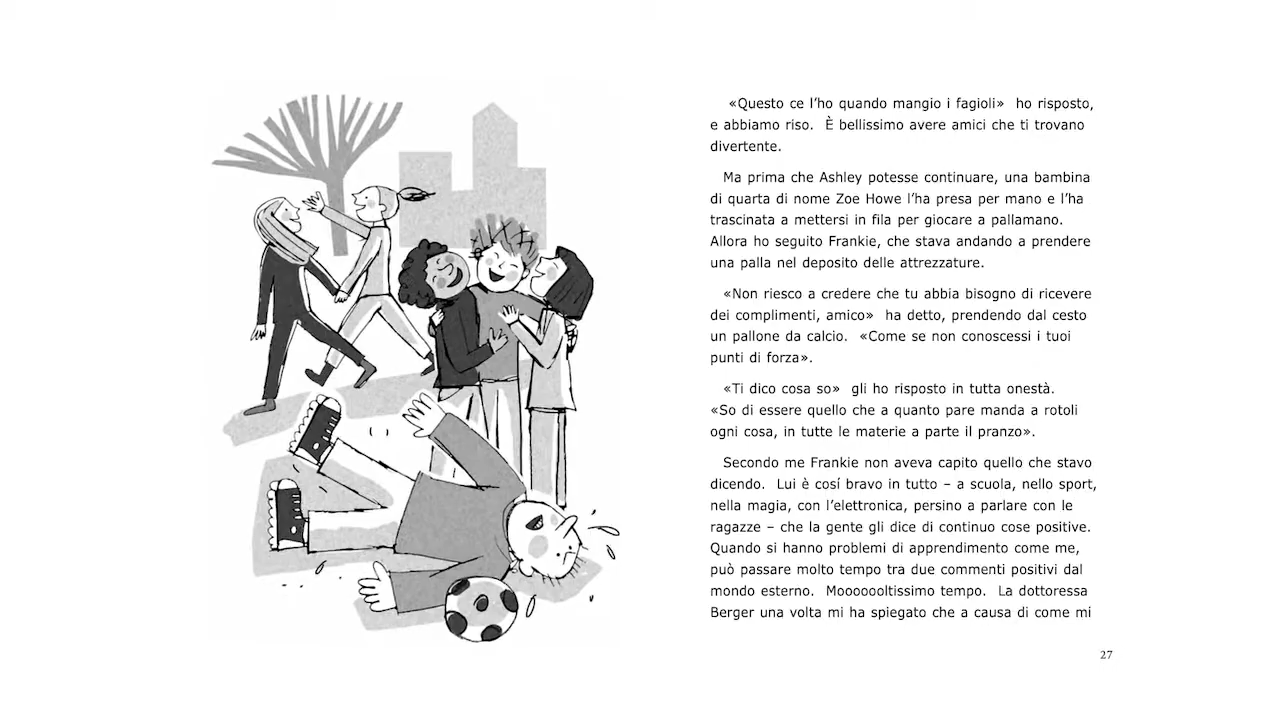 «Questo ce l’ho quando mangio i fagioli» ho risposto,
e abbiamo riso. È bellissimo avere amici che ti trovano
divertente.
Ma prima che Ashley potesse continuare, una bambina
di quarta di nome Zoe Howe l’ha presa per mano e l’ha
trascinata a mettersi in fila per giocare a pallamano.
Allora ho seguito Frankie, che stava andando a prendere
una palla nel deposito delle attrezzature.
«Non riesco a credere che tu abbia bisogno di ricevere
dei complimenti, amico» ha detto, prendendo dal cesto
un pallone da calcio. «Come se non conoscessi i tuoi
punti di forza».
«Ti dico cosa so» gli ho risposto in tutta onestà.
«So di essere quello che a quanto pare manda a rotoli
ogni cosa, in tutte le materie a parte il pranzo».
Secondo me Frankie non aveva capito quello che stavo
dicendo. Lui è cosí bravo in tutto – a scuola, nello sport,
nella magia, con l’elettronica, persino a parlare con le
ragazze – che la gente gli dice di continuo cose positive.
Quando si hanno problemi di apprendimento come me,
può passare molto tempo tra due commenti positivi dal
mondo esterno. Mooooooltissimo tempo. La dottoressa
Berger una volta mi ha spiegato che a causa di come mi
27